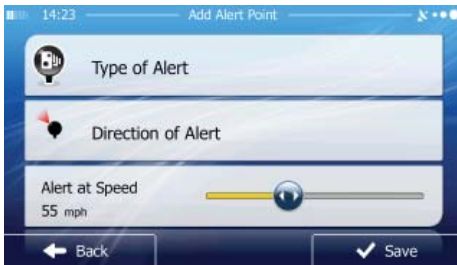 14:23 Add Alert Point
Type of Alert
Direction of Alert
Alert at Speed
55 mph
Back Save